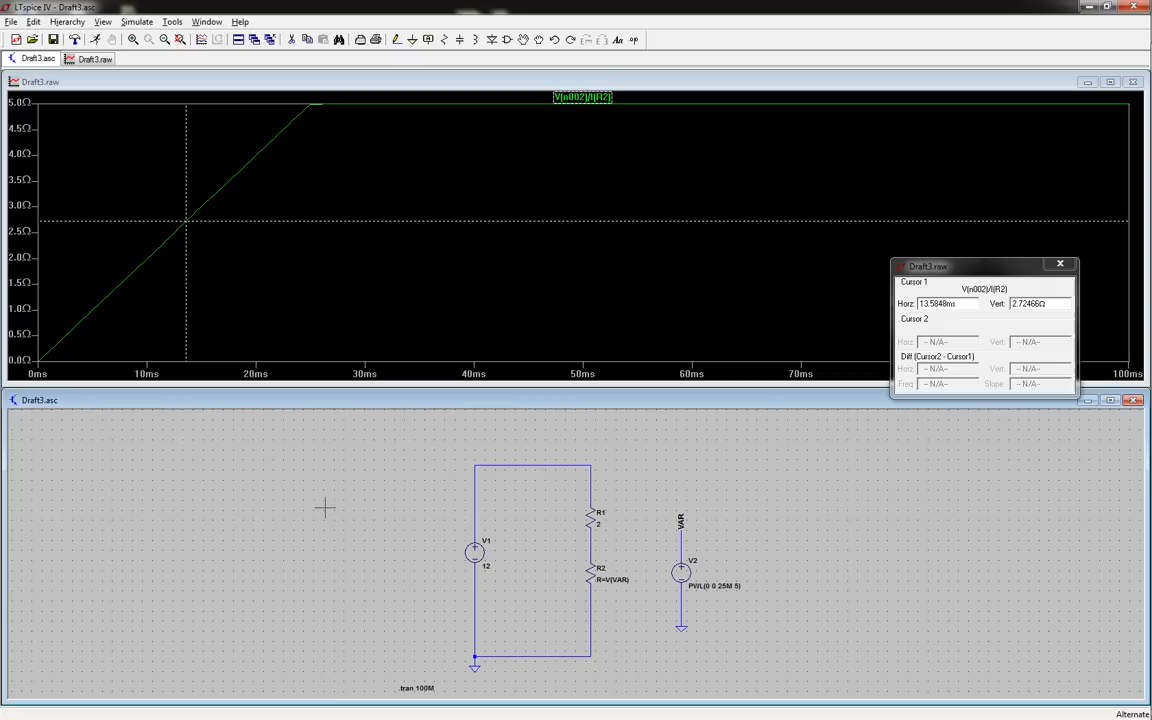 LTspice IV - Draft3.asc
File Edit Hierarchy View Simulate Tools Window Help
Draft3.asc Draft3.raw
Draft3.raw
V(n002)/I(R2)
5.0Ω
4.5Ω
4.0Ω
3.5Ω
3.0Ω
2.5Ω
2.0Ω
1.5Ω
1.0Ω
0.5Ω
0.0Ω
0ms 10ms 20ms 30ms 40ms 50ms 60ms 70ms 100ms
Draft3.raw
Cursor 1
V(n002)/I(R2)
Horz: 13.5848ms Vert: 2.72466Ω
Cursor 2
Horz: -- N/A-- Vert: -- N/A--
Diff (Cursor2 - Cursor1)
Horz: -- N/A-- Vert: -- N/A--
Freq: -- N/A-- Slope: -- N/A--
Draft3.asc
R1
2
VAR
V1
12
R2
R=V(VAR)
V2
PWL(0 0 25M 5)
.tran 100M
Alternate